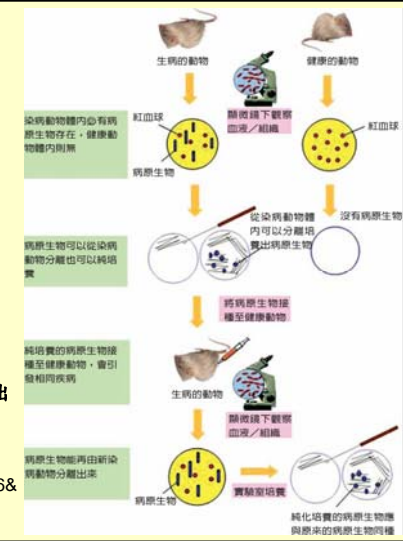 生病的動物
健康的動物
顯微鏡下觀察
血液／組織
染病動物體內必有病
原生物存在，健康動
物體內則無
紅血球
病原生物
紅血球
從染病動物體
內可以分離培
養出病原生物
沒有病原生物
病原生物可以從染病
動物分離也可以純培
養
將病原生物接
種至健康動物
純培養的病原生物接
種至健康動物，會引
發相同疾病
生病的動物
顯微鏡下觀察
血液／組織
出
病原生物能再由新染
病動物分離出來
6&
病原生物
實驗室培養
純化培養的病原生物應
與原來的病原生物同種